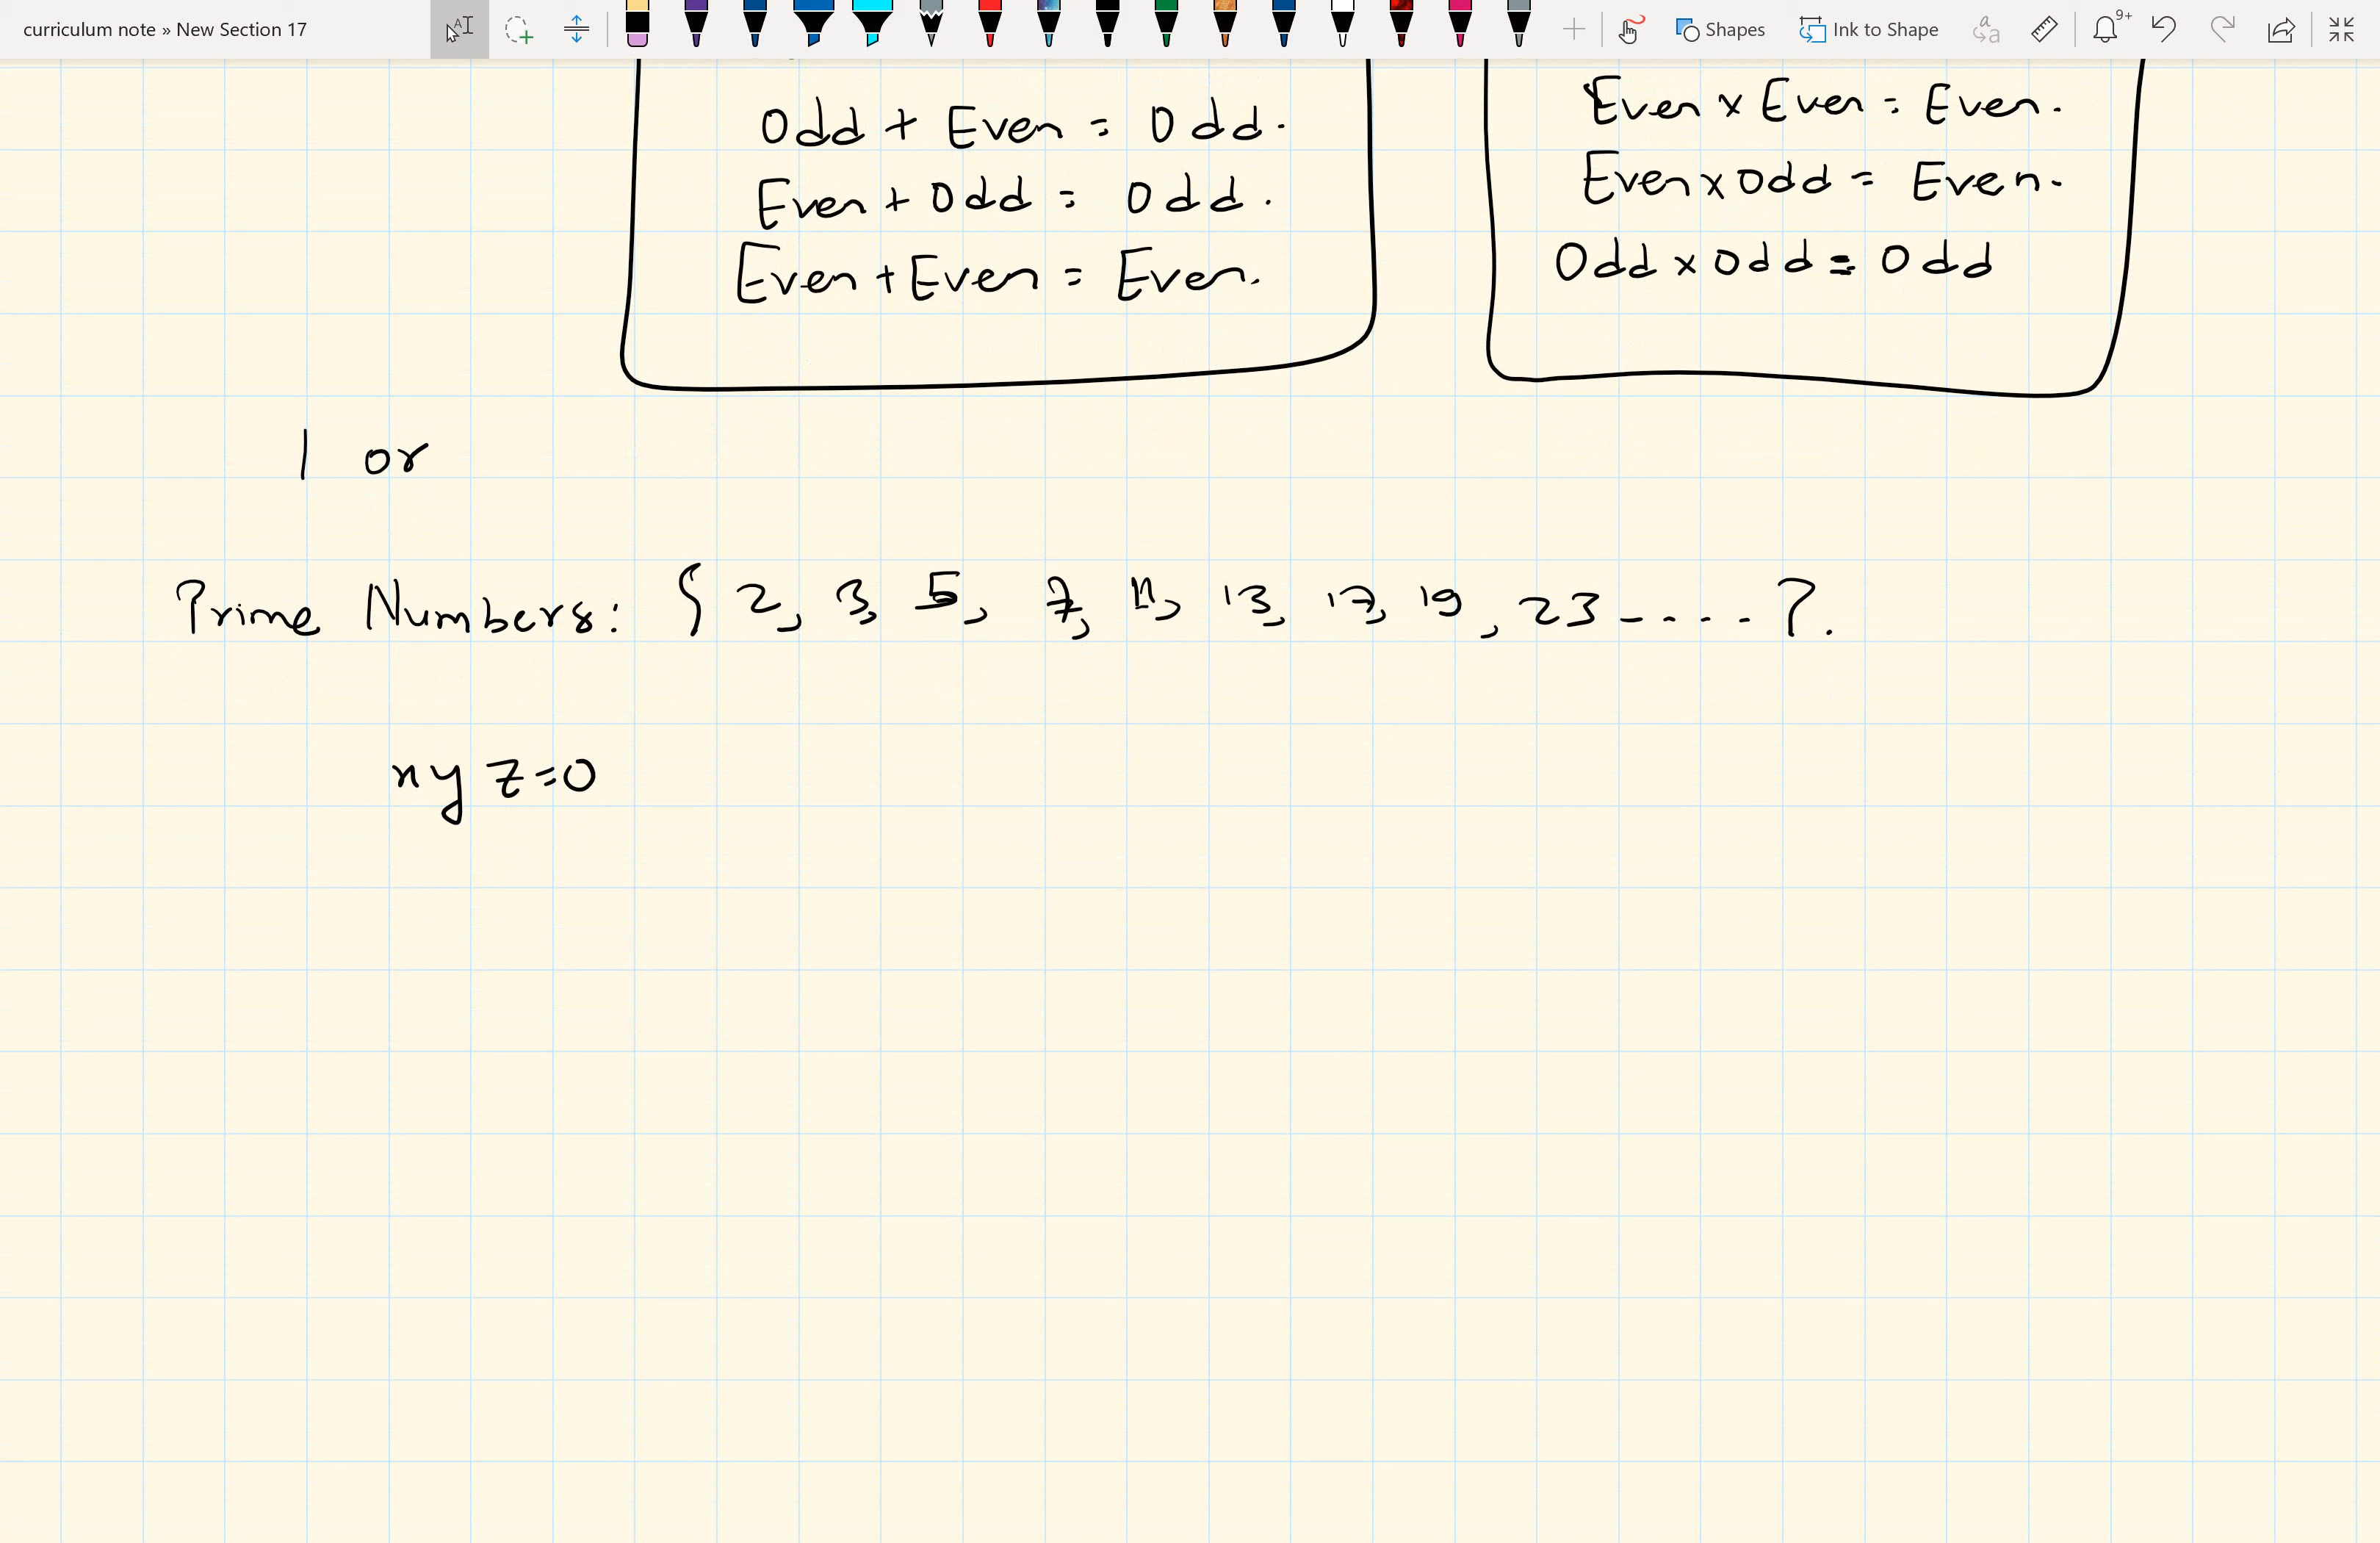 curriculum note » New Section 17
Shapes
Ink to Shape
9+
Odd + Even = Odd.
Even + Odd = Odd.
Even + Even = Even.
Even x Even = Even.
Even x Odd = Even.
Odd x Odd = Odd
1 or
Prime Numbers: { 2, 3, 5, 7, 11, 13, 17, 19, 23 - - - - }.
xyz=0